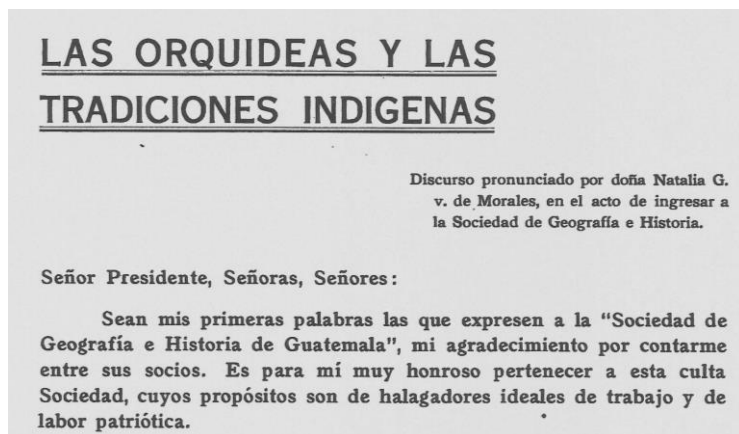 LAS ORQUIDEAS Y LAS
TRADICIONES INDIGENAS
Discurso pronunciado por doña Natalia G.
v. de Morales, en el acto de ingresar a
la Sociedad de Geografía e Historia.
Señor Presidente, Señoras, Señores:
Sean mis primeras palabras las que expresen a la “Sociedad de
Geografía e Historia de Guatemala”, mi agradecimiento por contarme
entre sus socios. Es para mí muy honroso pertenecer a esta culta
Sociedad, cuyos propósitos son de halagadores ideales de trabajo y de
labor patriótica.